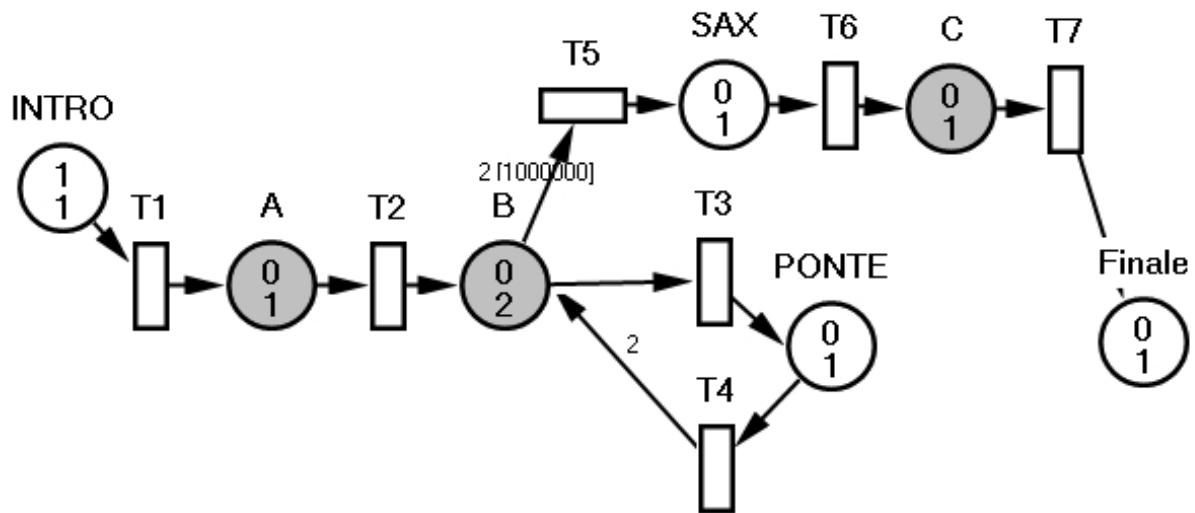 SAX
T6
C
T7
T5
0
1
0
1
INTRO
2 [1000000]
1
1
T1
A
T2
B
T3
PONTE
Finale
0
1
0
2
0
1
0
1
2
T4